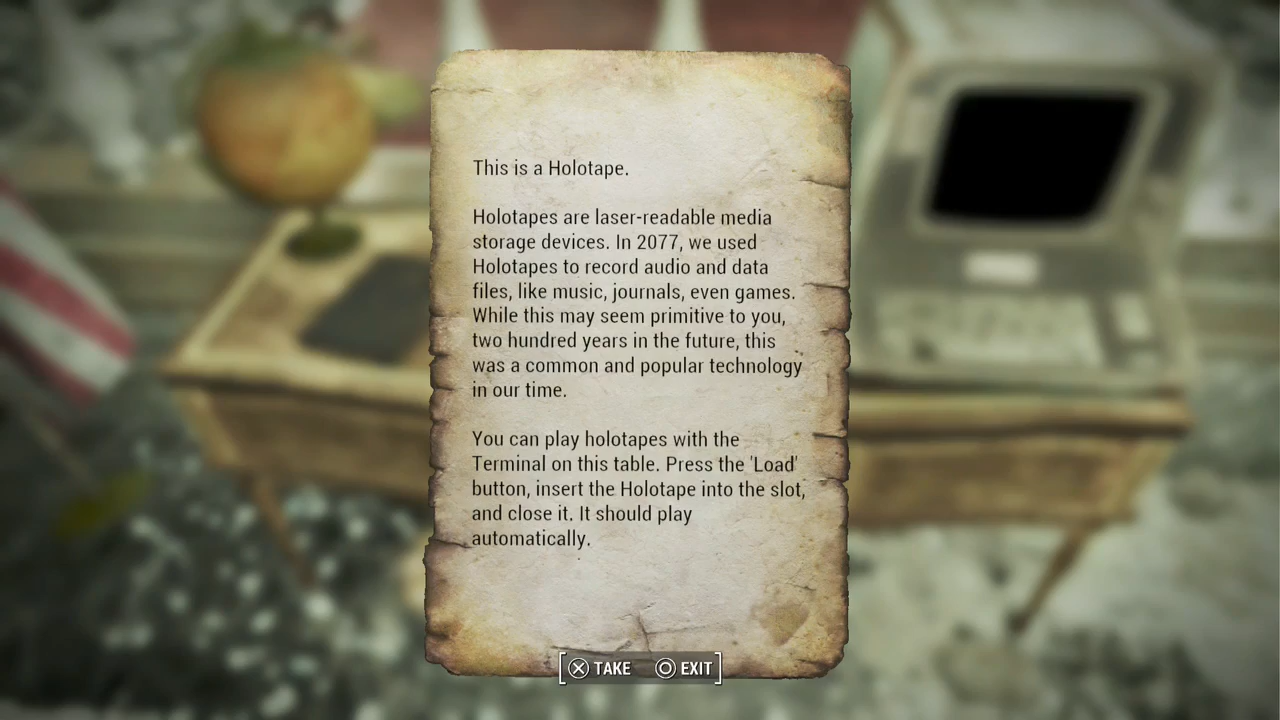 This is a Holotape.
Holotapes are laser-readable media
storage devices. In 2077, we used
Holotapes to record audio and data
files, like music, journals, even games.
While this may seem primitive to you,
two hundred years in the future, this
was a common and popular technology
in our time.
You can play holotapes with the
Terminal on this table. Press the 'Load'
button, insert the Holotape into the slot,
and close it. It should play
automatically.
TAKE EXIT